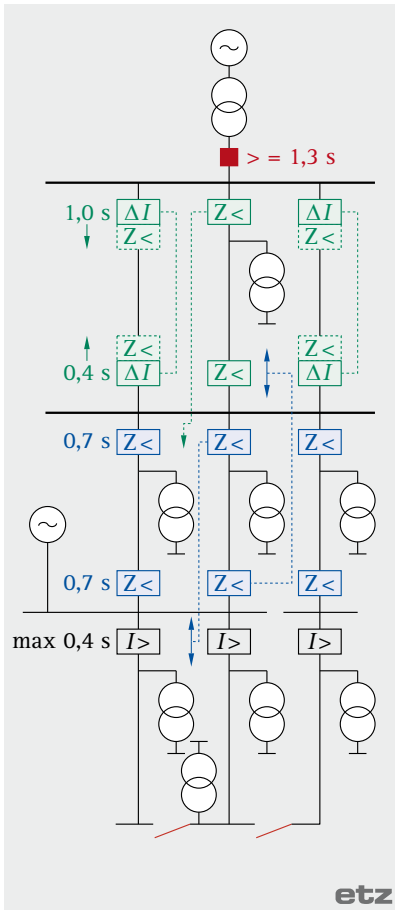 ~
> = 1,3 s
1,0 s ΔI Z< ΔI
Z< Z<
Z< Z<
0,4 s ΔI Z< ΔI
0,7 s Z< Z< Z<
~
0,7 s Z< Z< Z<
max 0,4 s I> I> I>
etz